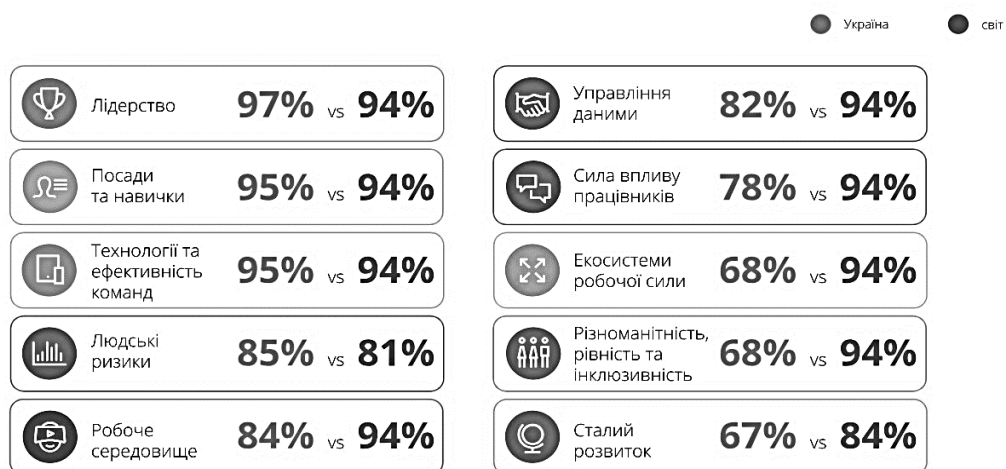 Україна
світ
Лідерство 97% vs 94%
Посади
та навички 95% vs 94%
Технології та
ефективність
команд 95% vs 94%
Людські
ризики 85% vs 81%
Робоче
середовище 84% vs 94%
Управління
даними 82% vs 94%
Сила впливу
працівників 78% vs 94%
Екосистеми
робочої сили 68% vs 94%
Різноманітність,
рівність та
інклюзивність 68% vs 94%
Сталий
розвиток 67% vs 84%